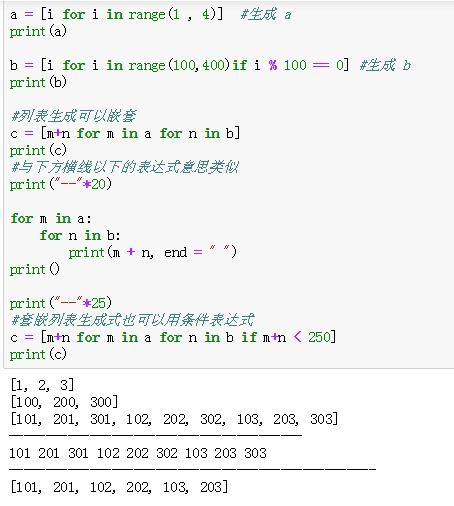 a = [i for i in range(1 , 4)]  #生成 a
print(a)
b = [i for i in range(100,400)if i % 100 == 0] #生成 b
print(b)
#列表生成可以嵌套
c = [m+n for m in a for n in b]
print(c)
#与下方横线以下的表达式意思类似
print("--"*20)
for m in a:
    for n in b:
        print(m + n, end = " ")
print()
print("--"*25)
#套嵌列表生成式也可以用条件表达式
c = [m+n for m in a for n in b if m+n < 250]
print(c)
[1, 2, 3]
[100, 200, 300]
[101, 201, 301, 102, 202, 302, 103, 203, 303]
----------------------------------------
101 201 301 102 202 302 103 203 303
--------------------------------------------------
[101, 201, 102, 202, 103, 203]